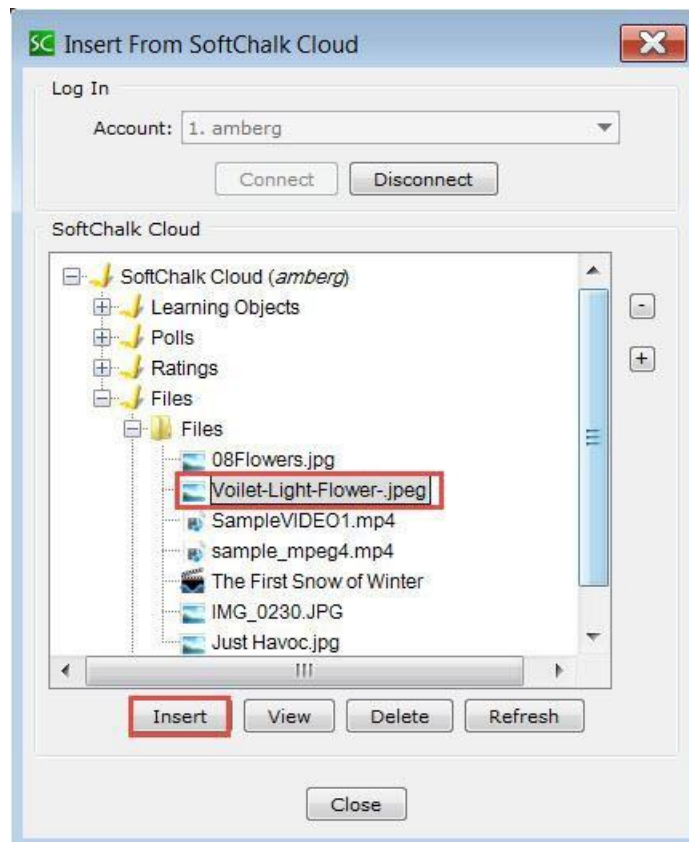 SC Insert From SoftChalk Cloud
Log In
Account: 1. amberg
Connect Disconnect
SoftChalk Cloud
SoftChalk Cloud (amberg)
Learning Objects
Polls
Ratings
Files
Files
08Flowers.jpg
Voilet-Light-Flower-.jpeg
SampleVIDEO1.mp4
sample_mpeg4.mp4
The First Snow of Winter
IMG_0230.JPG
Just Havoc.jpg
Insert View Delete Refresh
Close